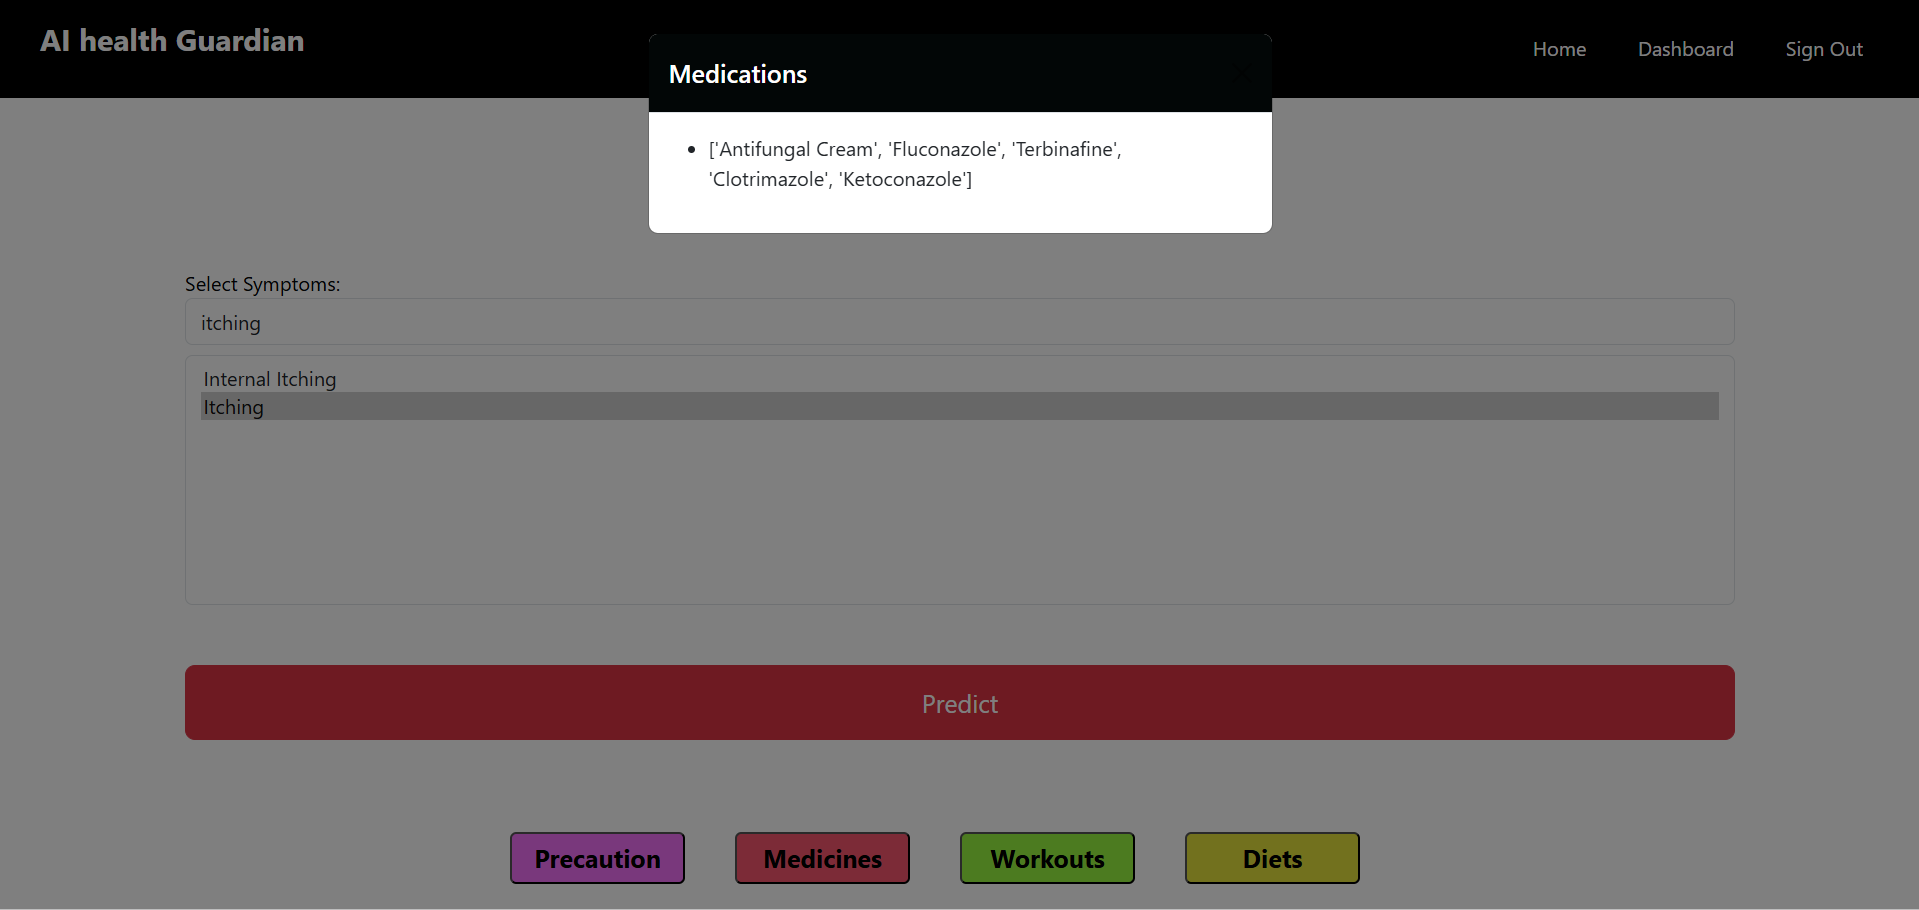 AI health Guardian
Home
Dashboard
Sign Out
Medications
['Antifungal Cream', 'Fluconazole', 'Terbinafine',
'Clotrimazole', 'Ketoconazole']
Select Symptoms:
itching
Internal Itching
Itching
Predict
Precaution
Medicines
Workouts
Diets